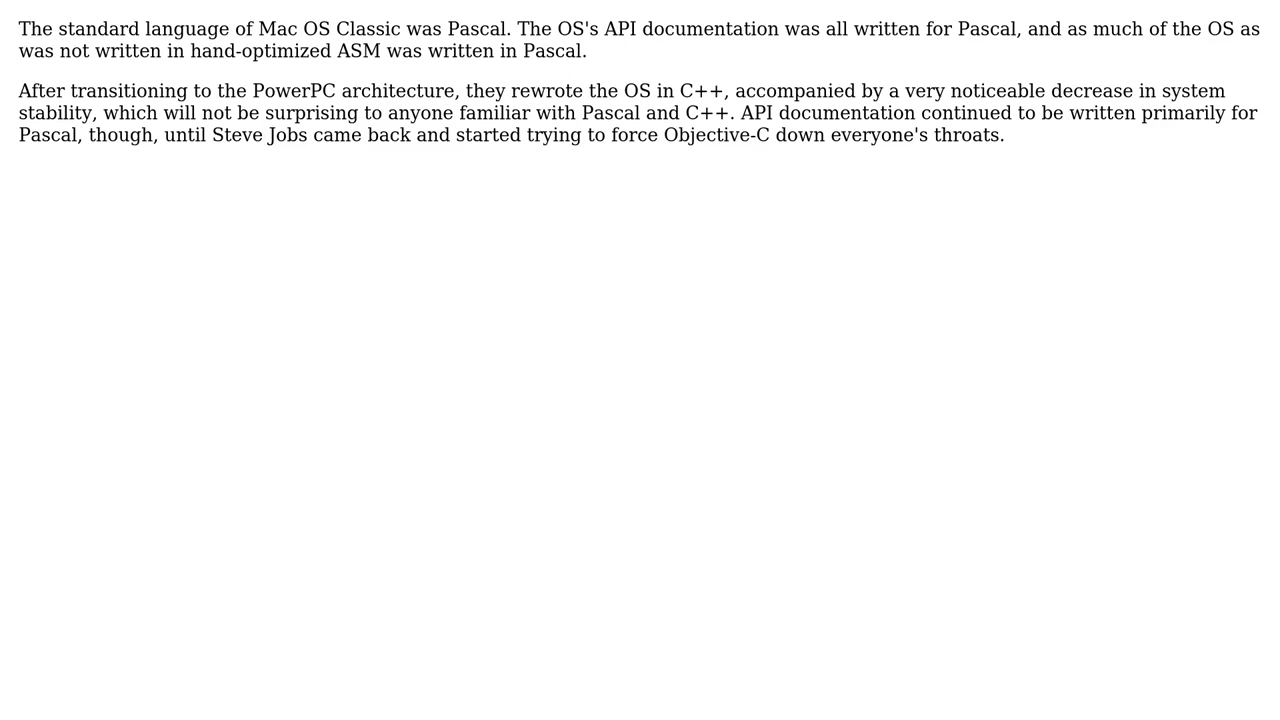 The standard language of Mac OS Classic was Pascal. The OS's API documentation was all written for Pascal, and as much of the OS as
was not written in hand-optimized ASM was written in Pascal.
After transitioning to the PowerPC architecture, they rewrote the OS in C++, accompanied by a very noticeable decrease in system
stability, which will not be surprising to anyone familiar with Pascal and C++. API documentation continued to be written primarily for
Pascal, though, until Steve Jobs came back and started trying to force Objective-C down everyone's throats.